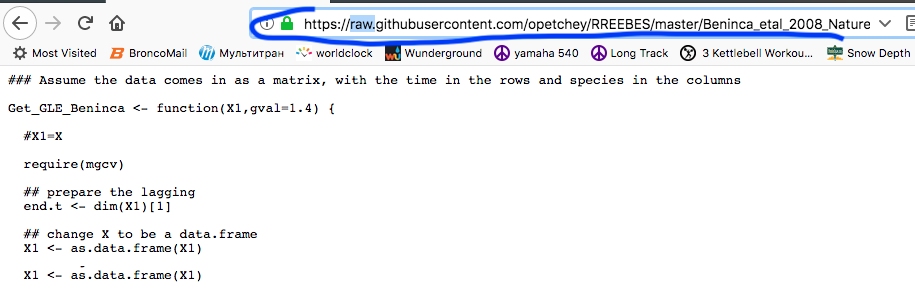 https://raw.githubusercontent.com/opetchey/RREEBES/master/Beninca_etal_2008_Nature
Most Visited BroncoMail Мультитран worldclock Wunderground yamaha 540 Long Track 3 Kettlebell Workou... Snow Depth
### Assume the data comes in as a matrix, with the time in the rows and species in the columns
Get_GLE_Beninca <- function(X1,gval=1.4) {
#X1=X
require(mgcv)
## prepare the lagging
end.t <- dim(X1)[1]
## change X to be a data.frame
X1 <- as.data.frame(X1)
X1 <- as.data.frame(X1)